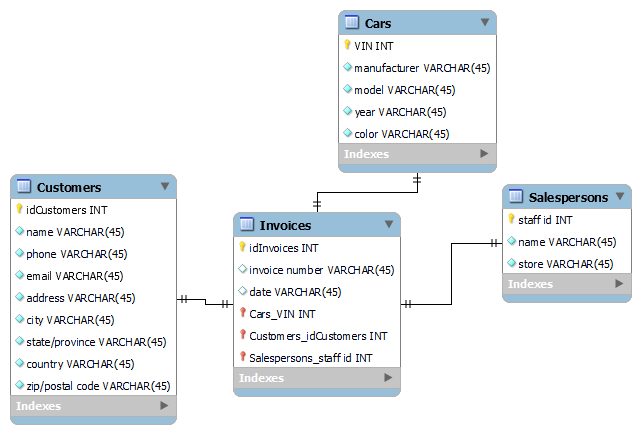 Cars
VIN INT
manufacturer VARCHAR(45)
model VARCHAR(45)
year VARCHAR(45)
color VARCHAR(45)
Indexes
Customers
idCustomers INT
name VARCHAR(45)
phone VARCHAR(45)
email VARCHAR(45)
address VARCHAR(45)
city VARCHAR(45)
state/province VARCHAR(45)
country VARCHAR(45)
zip/postal code VARCHAR(45)
Indexes
Invoices
idInvoices INT
invoice number VARCHAR(45)
date VARCHAR(45)
Cars_VIN INT
Customers_idCustomers INT
Salespersons_staff id INT
Indexes
Salespersons
staff id INT
name VARCHAR(45)
store VARCHAR(45)
Indexes